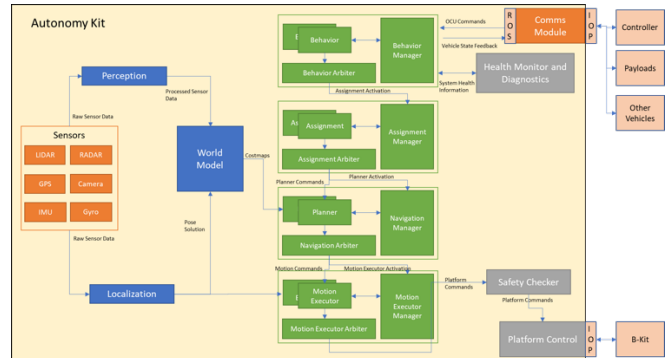 Autonomy Kit
Perception
Raw Sensor Data
Processed Sensor
Data
Sensors
LIDAR
RADAR
GPS
Camera
IMU
Gyro
Raw Sensor Data
Localization
World
Model
Pose
Solution
Costmaps
Behavior
Behavior Arbiter
Behavior
Manager
Assignment Activation
Assignment
Assignment Arbiter
Assignment
Manager
Planner Commands
Planner Activation
Planner
Navigation Arbiter
Navigation
Manager
Motion Commands
Motion Executor Activation
Motion
Executor
Motion Executor Arbiter
Motion
Executor
Manager
OCU Commands
Vehicle State Feedback
System Health
Information
ROS
Comms
Module
IOP
Health Monitor and
Diagnostics
Controller
Payloads
Other
Vehicles
Platform
Commands
Safety Checker
Platform Commands
Platform Control
IOP
B-Kit